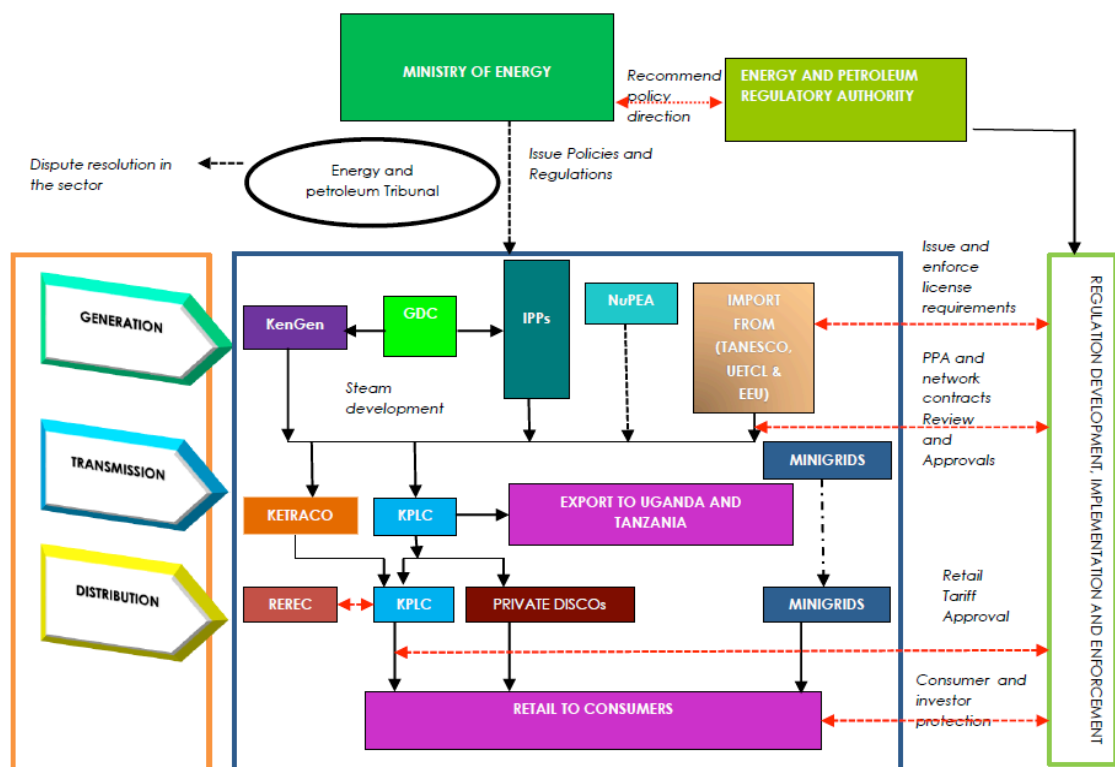 MINISTRY OF ENERGY
Recommend
policy
direction
ENERGY AND PETROLEUM
REGULATORY AUTHORITY
Dispute resolution in
the sector
Energy and
petroleum Tribunal
Issue Policies and
Regulations
GENERATION
TRANSMISSION
DISTRIBUTION
KenGen
GDC
IPPs
NuPEA
IMPORT
FROM
(TANESCO,
UETCL &
EEU)
Steam
development
KETRACO
KPLC
EXPORT TO UGANDA AND
TANZANIA
MINIGRIDS
REREC
KPLC
PRIVATE DISCOs
MINIGRIDS
RETAIL TO CONSUMERS
Issue and
enforce
license
requirements
PPA and
network
contracts
Review
and
Approvals
Retail
Tariff
Approval
Consumer and
investor
protection
REGULATION DEVELOPMENT, IMPLEMENTATION AND ENFORCEMENT